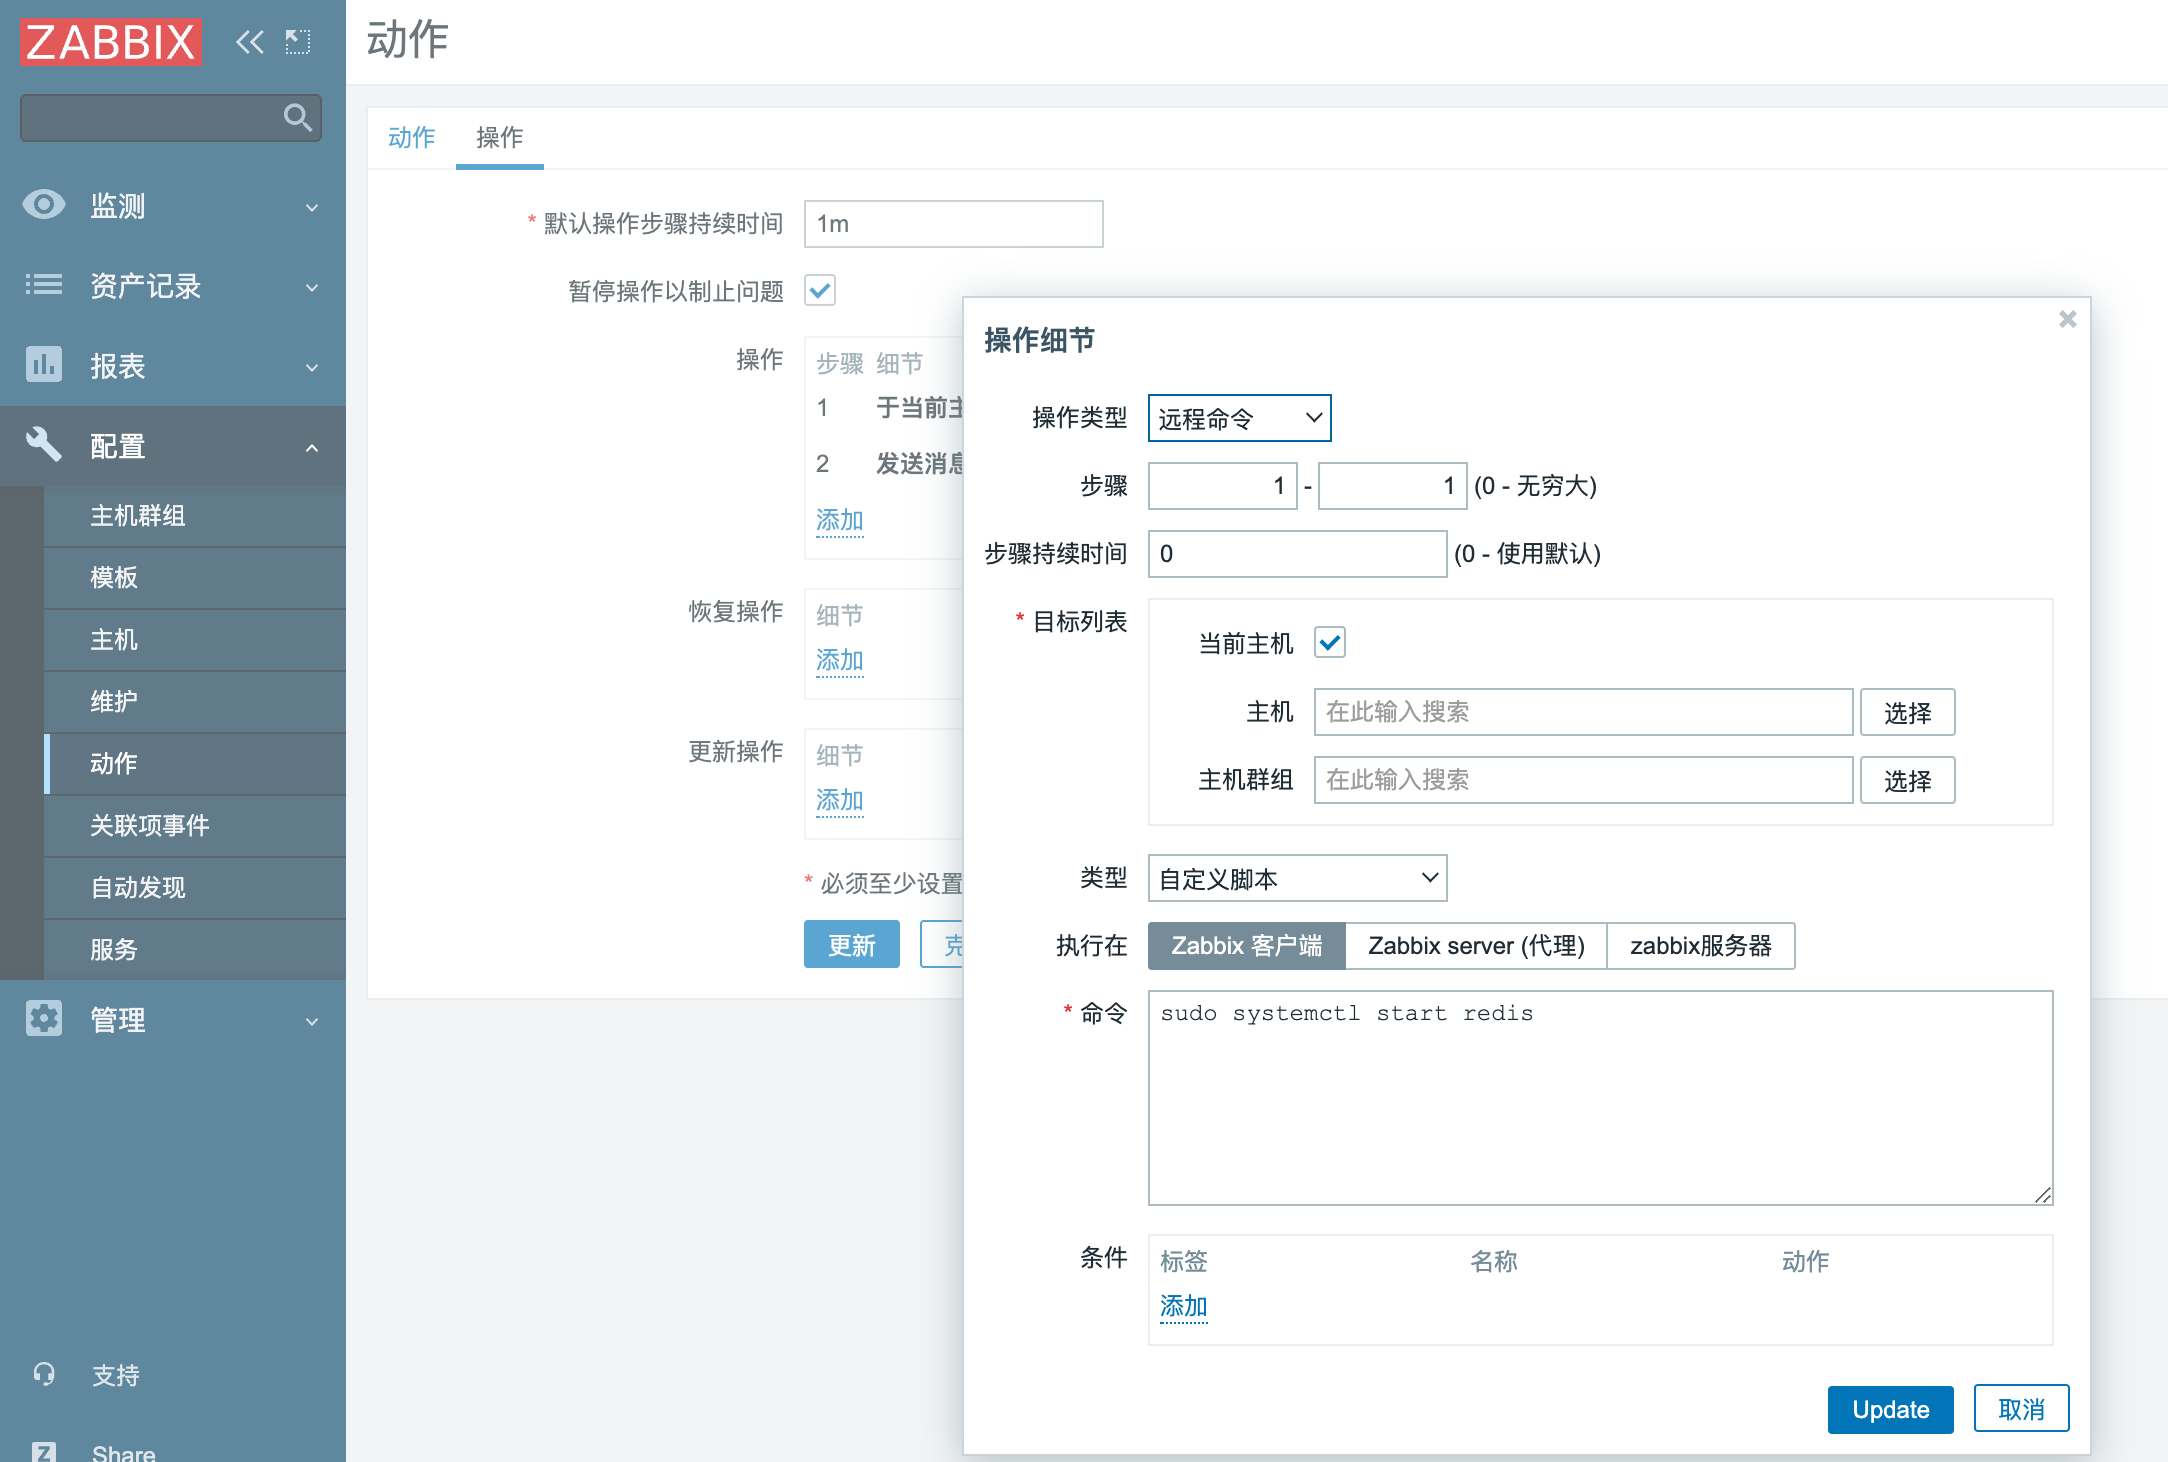 ZABBIX
监测
资产记录
报表
配置
主机群组
模板
主机
维护
动作
关联项事件
自动发现
服务
管理
支持
Share
动作
动作 操作
* 默认操作步骤持续时间 1m
暂停操作以制止问题
操作 步骤 细节
1 于当前
2 发送消息
添加
恢复操作 细节
添加
更新操作 细节
添加
* 必须至少设置
更新
操作细节
操作类型 远程命令
步骤 1 - 1 (0 - 无穷大)
步骤持续时间 0 (0 - 使用默认)
* 目标列表
当前主机
主机 在此输入搜索 选择
主机群组 在此输入搜索 选择
类型 自定义脚本
执行在 Zabbix 客户端 Zabbix server (代理) zabbix服务器
* 命令 sudo systemctl start redis
条件 标签 名称 动作
添加
Update 取消